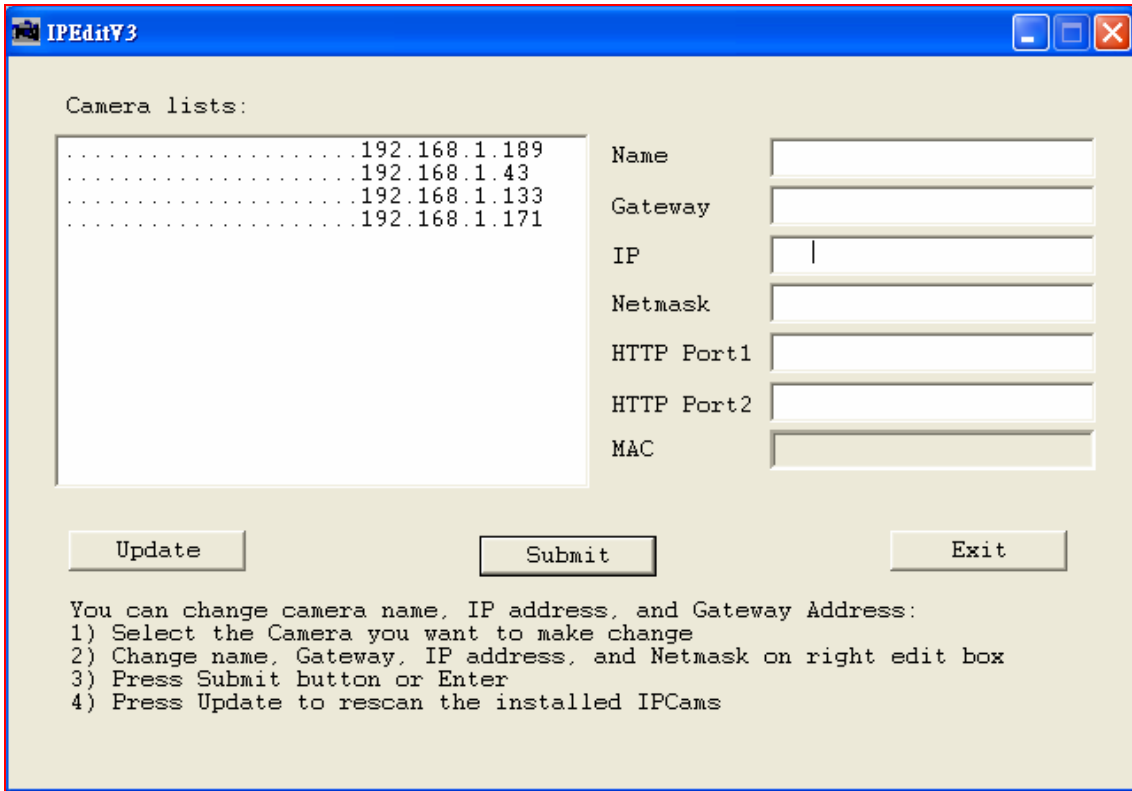 IPEditV3
Camera lists:
.....................192.168.1.189
.....................192.168.1.43
.....................192.168.1.133
.....................192.168.1.171
Name
Gateway
IP
Netmask
HTTP Port1
HTTP Port2
MAC
Update
Submit
Exit
You can change camera name, IP address, and Gateway Address:
1) Select the Camera you want to make change
2) Change name, Gateway, IP address, and Netmask on right edit box
3) Press Submit button or Enter
4) Press Update to rescan the installed IPCams